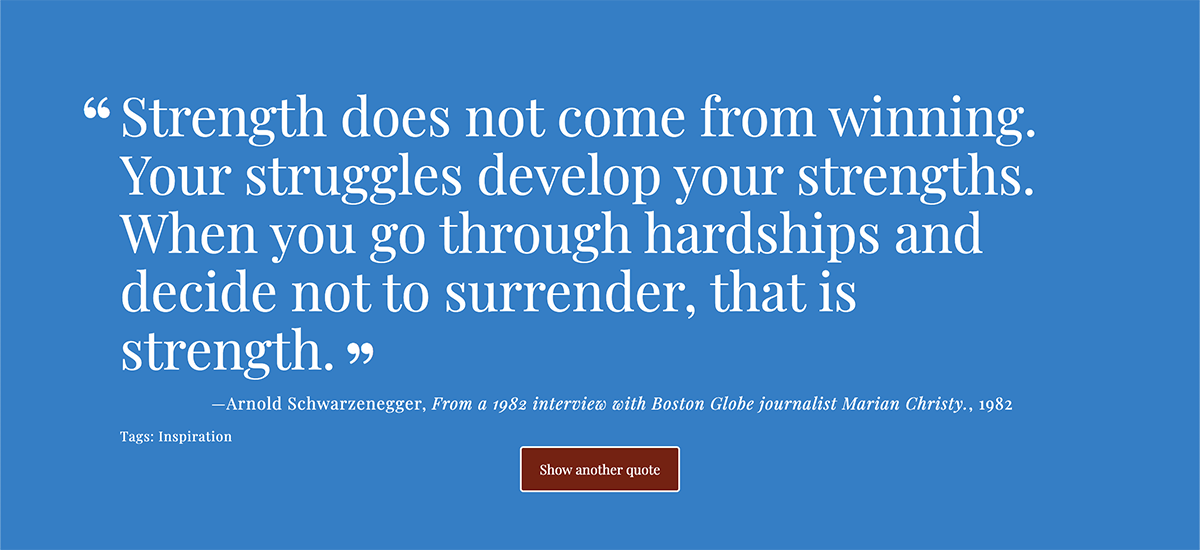 “ Strength does not come from winning.
Your struggles develop your strengths.
When you go through hardships and
decide not to surrender, that is
strength. ”
—Arnold Schwarzenegger, From a 1982 interview with Boston Globe journalist Marian Christy., 1982
Tags: Inspiration
Show another quote